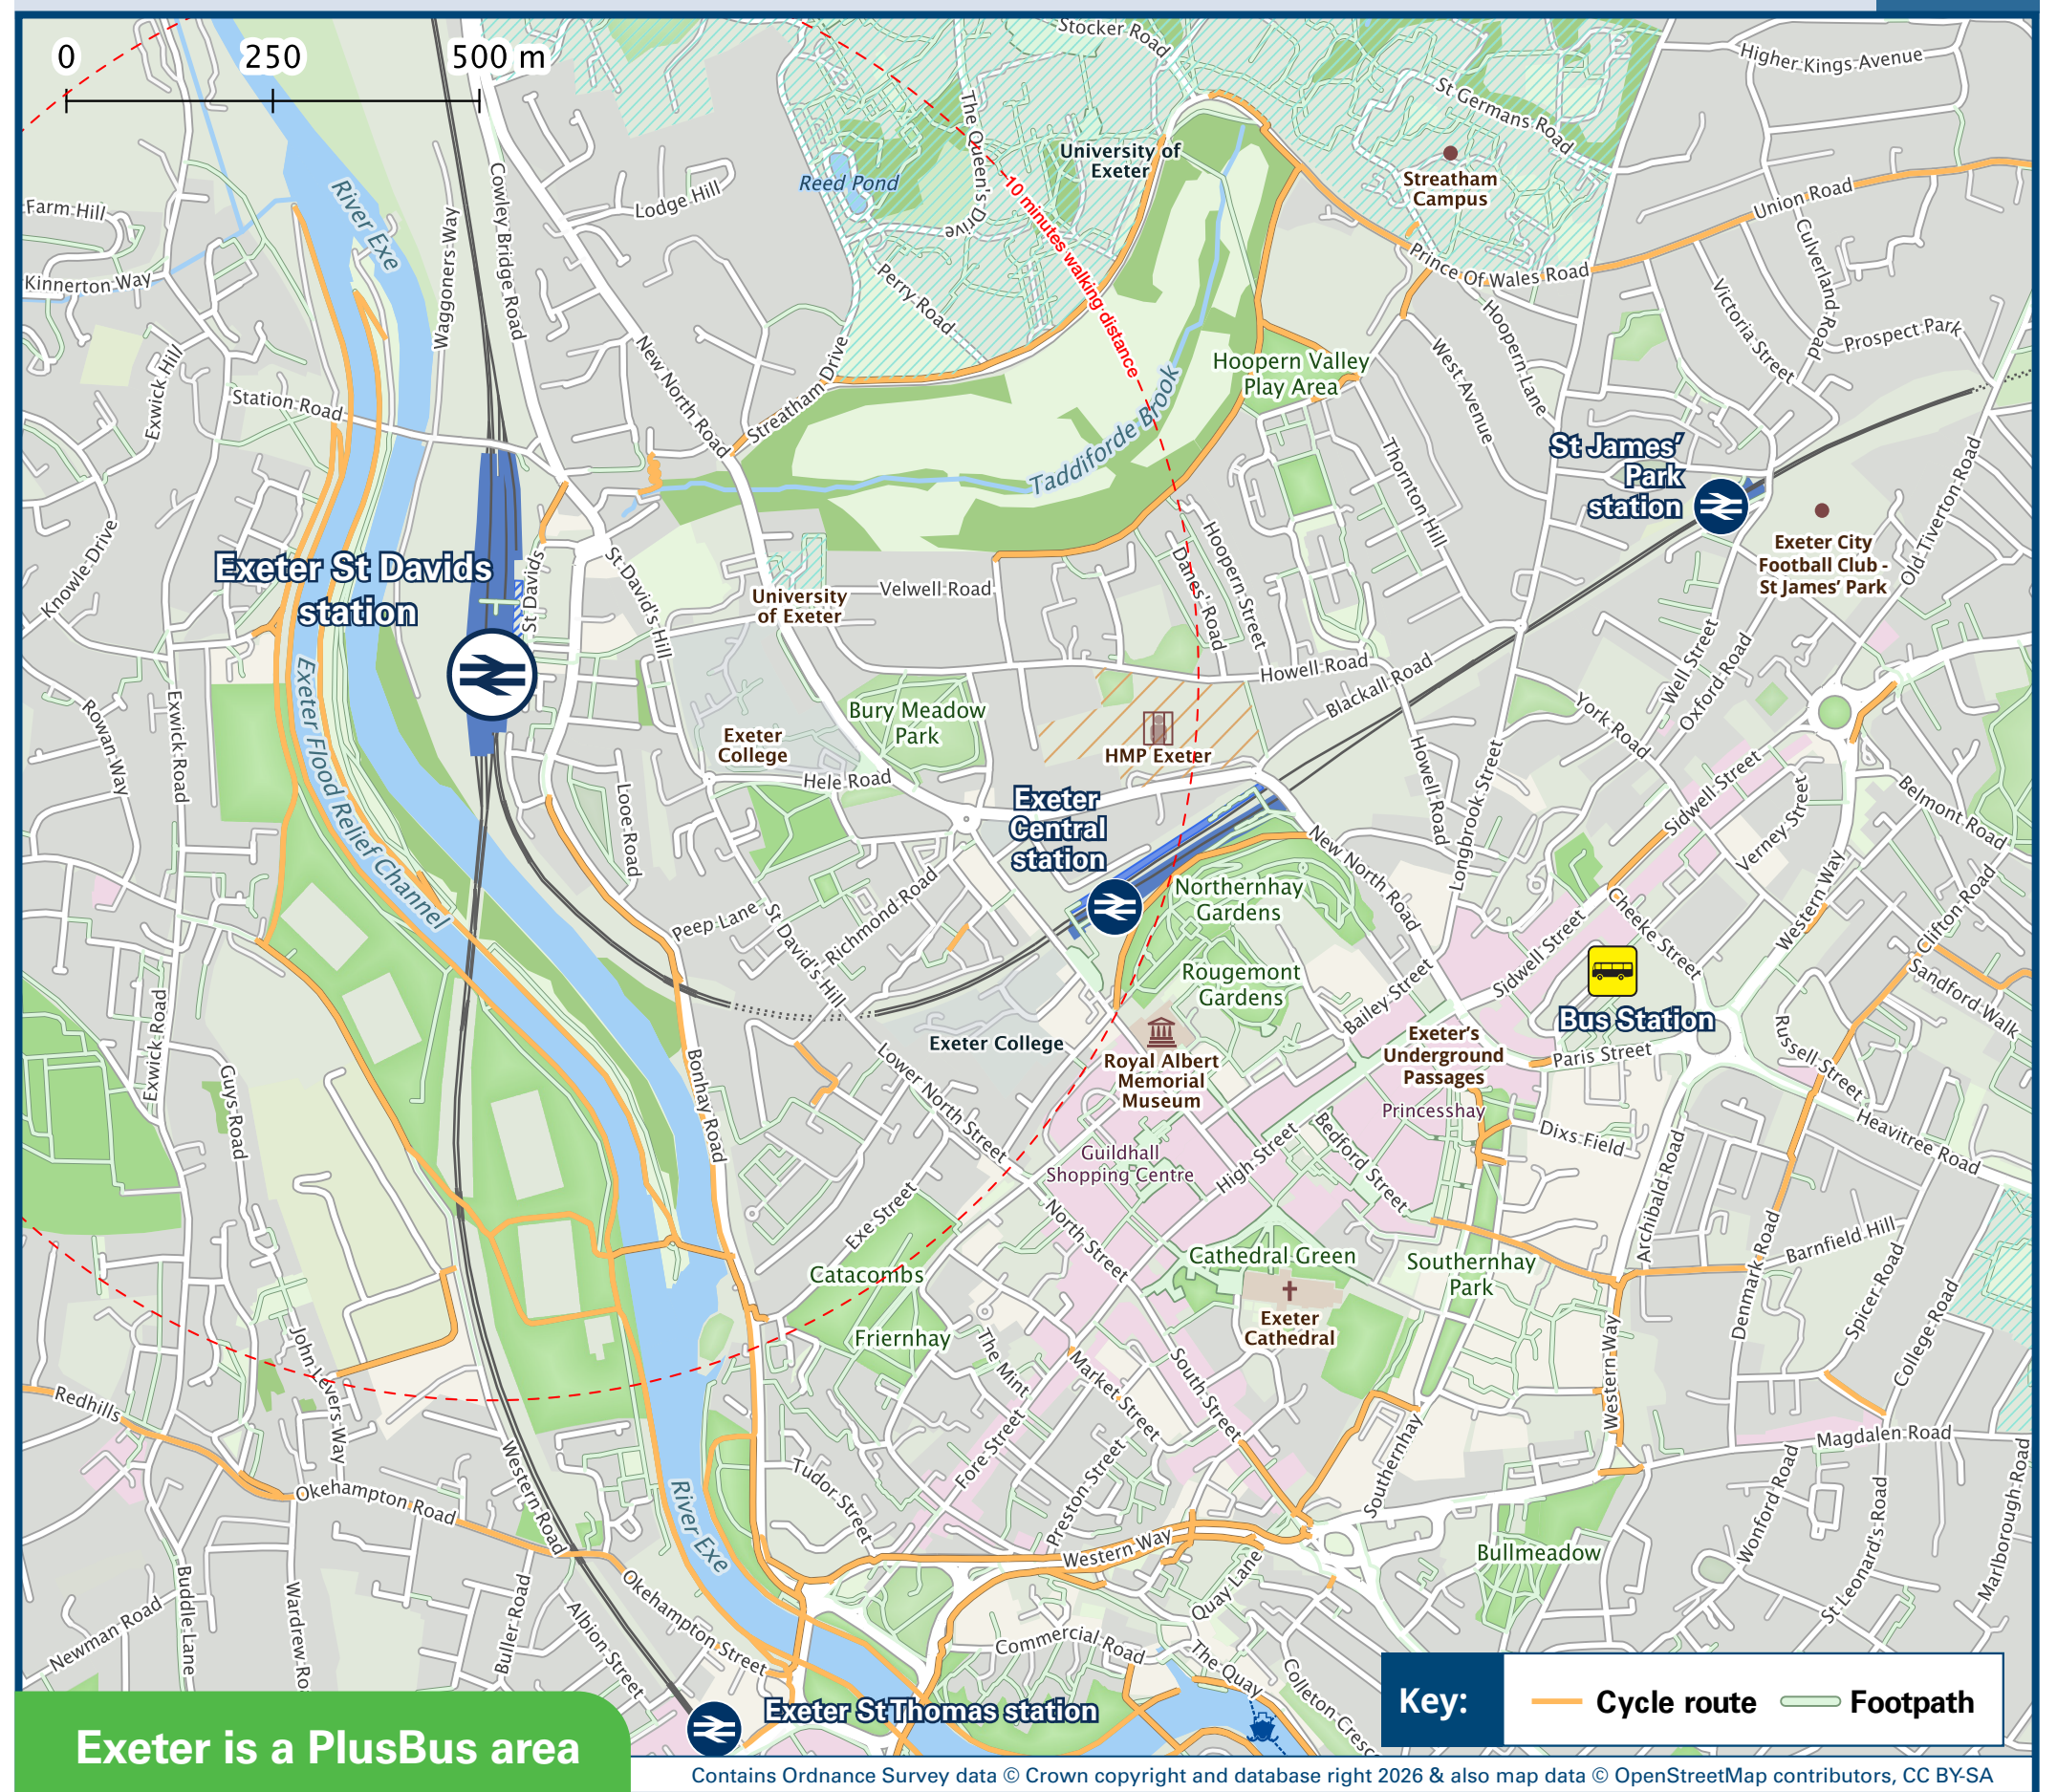 0 250 500 m
Stocker Road
Higher Kings Avenue
St Germans Road
The Queen's Drive
University of
Exeter
Streatham
Campus
Reed Pond
River Exe
Cowley Bridge Road
Lodge Hill
Farm Hill
Union Road
Culverland Road
10 minutes walking distance
Waggoners Way
Kinnerton Way
Perry Road
Prince Of Wales Road
Hoopern Lane
Victoria Street
Prospect Park
New North Road
Streatham Drive
Hoopern Valley
Play Area
West Avenue
Exwick Hill
Station Road
Taddiforde Brook
Thornton Hill
St James'
Park
station
Old Tiverton Road
Exeter City
Football Club -
St James' Park
Knowle Drive
Exeter St Davids
station
St Davids
St David's Hill
University
of Exeter
Velwell Road
Danes' Road
Hoopern Street
Howell Road
Blackall Road
Well Street
Oxford Road
York Road
Exeter Flood Relief Channel
Rowan Way
Exwick Road
Bury Meadow
Park
Exeter
College
HMP Exeter
Hele Road
Looe Road
Exeter
Central
station
Howell Road
Longbrook Street
Sidwell Street
Verney Street
Belmont Road
New North Road
Northernhay
Gardens
Peep Lane
St David's Hill
Richmond Road
Cheeke Street
Western Way
Clifton Road
Sandford Walk
Rougemont
Gardens
Bailey Street
Sidwell Street
Bus Station
Exeter's
Underground
Passages
Paris Street
Russell Street
Exwick Road
Guys Road
Bonhay Road
Exeter College
Lower North Street
Royal Albert
Memorial
Museum
Princesshay
Dixs Field
Heavitree Road
Guildhall
Shopping Centre
High Street
Bedford Street
Archibald Road
Exe Street
North Street
Cathedral Green
Southernhay
Park
Denmark Road
Barnfield Hill
Spicer Road
College Road
Catacombs
Friernhay
Exeter
Cathedral
John Levers Way
The Mint
Market Street
South Street
Western Way
Redhills
Okehampton Road
Western Road
River Exe
Tudor Street
Fore Street
Preston Street
Southernhay
Magdalen Road
Wonford Road
St Leonard's Road
Marlborough Road
Western Way
Quay Lane
Bullmeadow
Newman Road
Buddle Lane
Wardrew Ro
Buller Road
Albion Street
Okehampton Street
Commercial Road
The Quay
Colleton Cresc
Exeter St Thomas station
Key: Cycle route Footpath
Exeter is a PlusBus area
Contains Ordnance Survey data © Crown copyright and database right 2026 & also map data © OpenStreetMap contributors, CC BY-SA